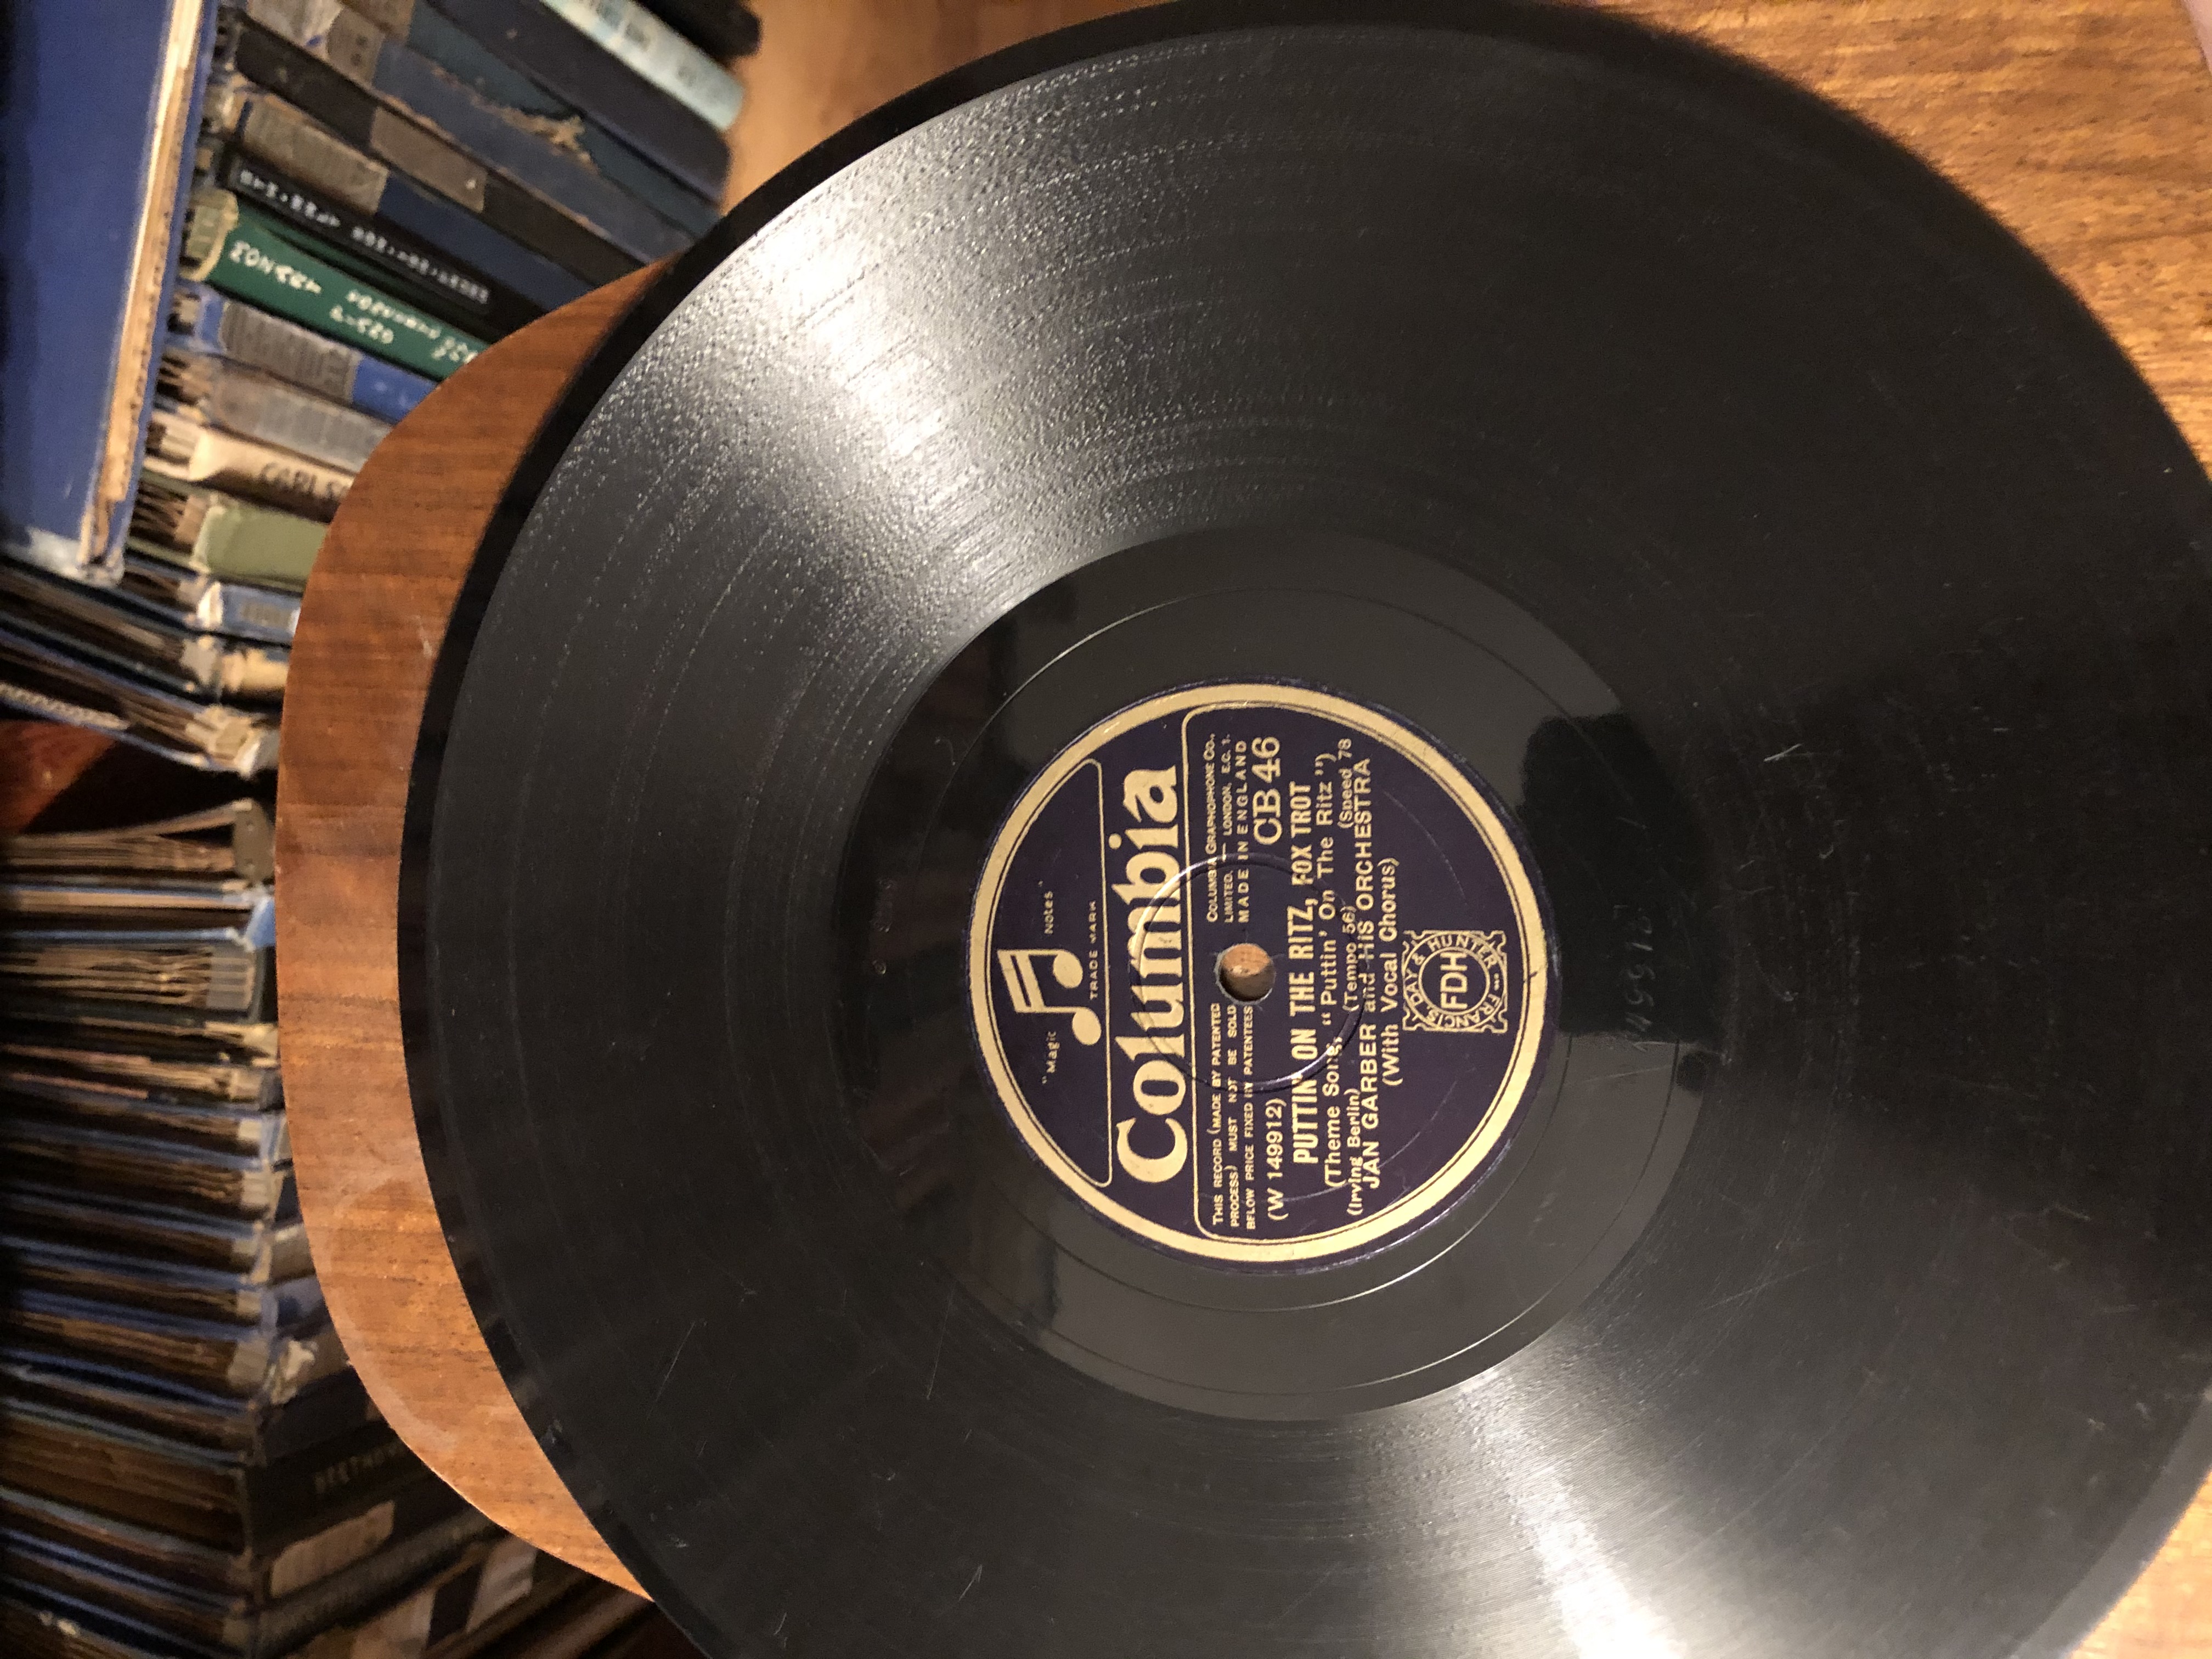 "Magic Notes"
TRADE MARK
Columbia
THIS RECORD (MADE BY PATENTED
PROCESS) MUST NOT BE SOLD
BELOW PRICE FIXED BY PATENTEES
COLUMBIA GRAPHOPHONE CO.,
LIMITED. — LONDON, E.C. 1.
MADE IN ENGLAND
(W 149912)
CB 46
PUTTIN' ON THE RITZ, FOX TROT
(Theme Song, "Puttin' On The Ritz")
(Irving Berlin) (Tempo 56) (Speed 78
JAN GARBER and HIS ORCHESTRA
(With Vocal Chorus)
FRANCIS DAY & HUNTER
FDH